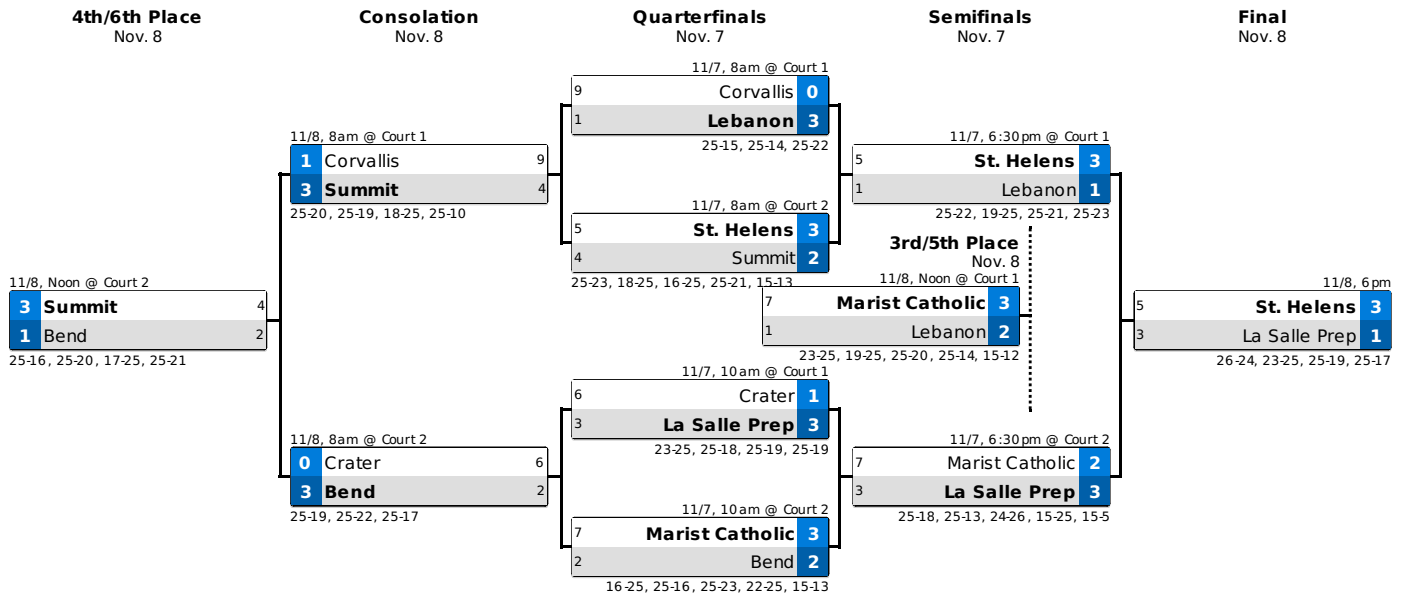 4th/6th Place
Nov. 8
Consolation
Nov. 8
Quarterfinals
Nov. 7
Semifinals
Nov. 7
Final
Nov. 8
11/8, Noon @ Court 2
3 Summit 4
1 Bend 2
25-16, 25-20, 17-25, 25-21
11/8, 8am @ Court 1
1 Corvallis 9
3 Summit 4
25-20, 25-19, 18-25, 25-10
11/8, 8am @ Court 2
0 Crater 6
3 Bend 2
25-19, 25-22, 25-17
11/7, 8am @ Court 1
9 Corvallis 0
1 Lebanon 3
25-15, 25-14, 25-22
11/7, 8am @ Court 2
5 St. Helens 3
4 Summit 2
25-23, 18-25, 16-25, 25-21, 15-13
11/7, 10am @ Court 1
6 Crater 1
3 La Salle Prep 3
23-25, 25-18, 25-19, 25-19
11/7, 10am @ Court 2
7 Marist Catholic 3
2 Bend 2
16-25, 25-16, 25-23, 22-25, 15-13
11/7, 6:30pm @ Court 1
5 St. Helens 3
1 Lebanon 1
25-22, 19-25, 25-21, 25-23
3rd/5th Place
Nov. 8
11/8, Noon @ Court 1
7 Marist Catholic 3
1 Lebanon 2
23-25, 19-25, 25-20, 25-14, 15-12
11/7, 6:30pm @ Court 2
7 Marist Catholic 2
3 La Salle Prep 3
25-18, 25-13, 24-26, 15-25, 15-5
11/8, 6pm
5 St. Helens 3
3 La Salle Prep 1
26-24, 23-25, 25-19, 25-17